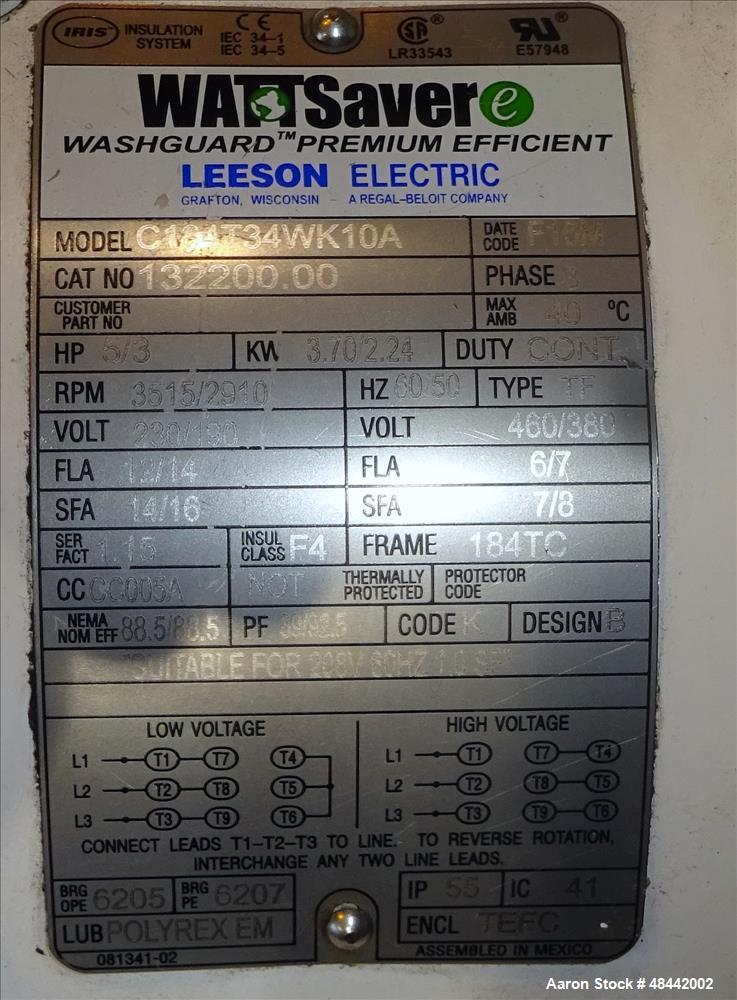 IRIS® INSULATION SYSTEM CE IEC 34-1 IEC 34-5 SA® LR33543 RU® E57948
WATTSaver e
WASHGUARD™ PREMIUM EFFICIENT
LEESON ELECTRIC
GRAFTON, WISCONSIN - A REGAL-BELOIT COMPANY
MODEL C184T34WK10A DATE CODE
CAT NO 132200.00 PHASE 3
CUSTOMER PART NO MAX AMB 40 °C
HP 5/3 KW 3.70/2.24 DUTY CONT.
RPM 3515/2910 HZ 60/50 TYPE TF
VOLT 230/190 VOLT 460/380
FLA 12/14 FLA 6/7
SFA 14/16 SFA 7/8
SER FACT 1.15 INSUL CLASS F4 FRAME 184TC
CC CC005A NOT THERMALLY PROTECTED PROTECTOR CODE
NEMA NOM EFF 88.5/88.5 PF CODE K DESIGN B
"SUITABLE FOR 208V 60HZ 1.0 SF"
LOW VOLTAGE HIGH VOLTAGE
L1 T1 T7 T4 L1 T1 T7 T4
L2 T2 T8 T5 L2 T2 T8 T5
L3 T3 T9 T6 L3 T3 T9 T6
CONNECT LEADS T1-T2-T3 TO LINE. TO REVERSE ROTATION,
INTERCHANGE ANY TWO LINE LEADS.
BRG OPE 6205 BRG PE 6207 IP 55 IC 41
LUB POLYREX EM ENCL TEFC
081341-02 ASSEMBLED IN MEXICO
Aaron Stock # 48442002